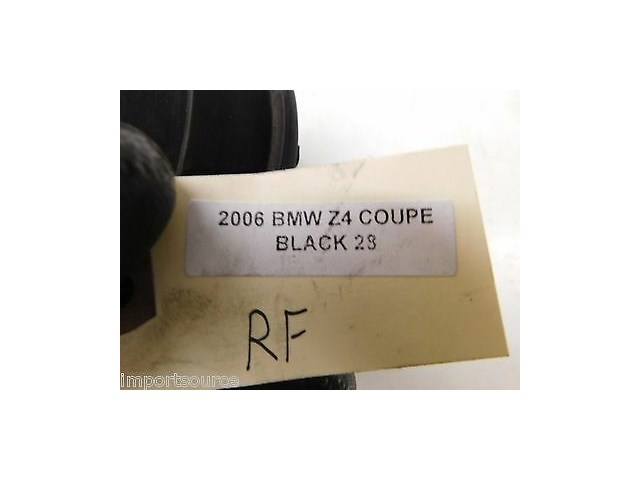 2006 BMW Z4 COUPE
BLACK 23
RF
importsource